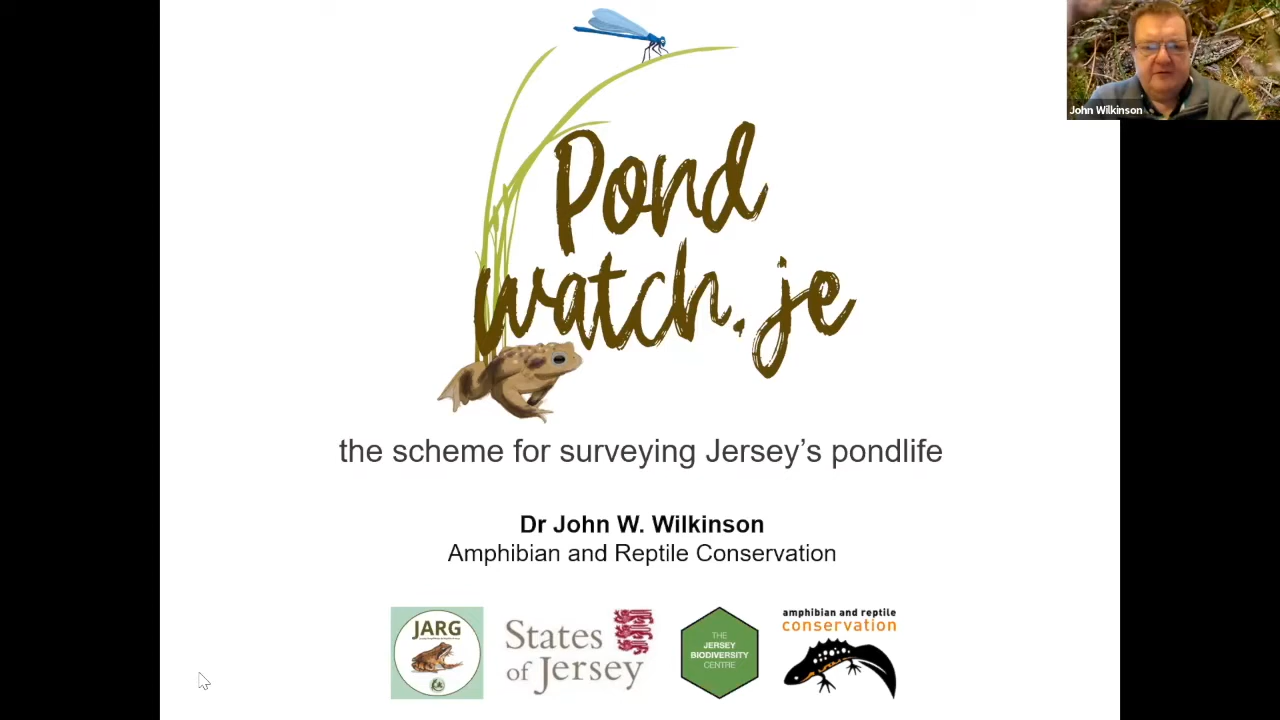 John Wilkinson
Pond
watch.je
the scheme for surveying Jersey's pondlife
Dr John W. Wilkinson
Amphibian and Reptile Conservation
JARG
States
of Jersey
THE
JERSEY
BIODIVERSITY
CENTRE
amphibian and reptile
conservation